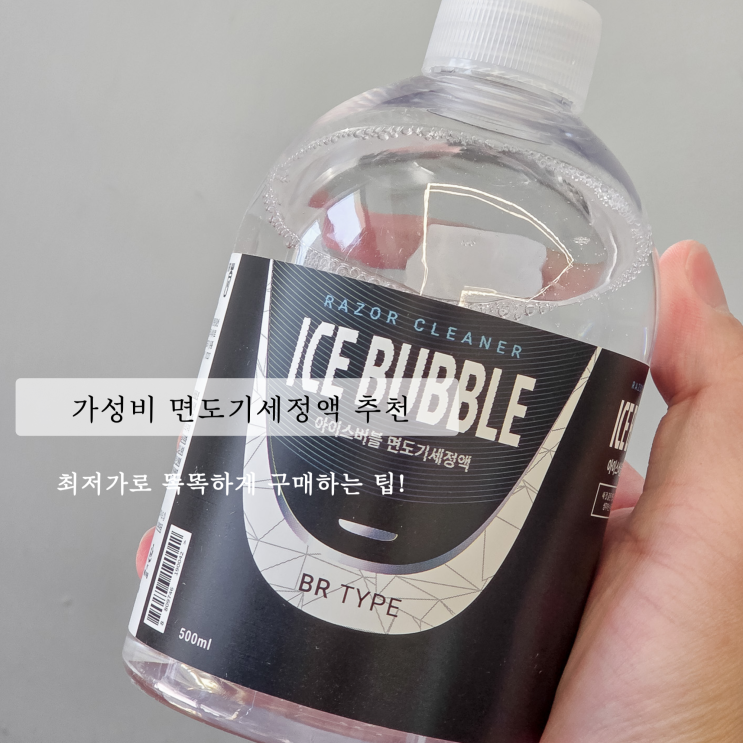 RAZOR CLEANER
ICE BUBBLE
가성비 면도기세정액 추천
아이스버블 면도기세정액
최저가로 똑똑하게 구매하는 팁!
BR TYPE
500ml